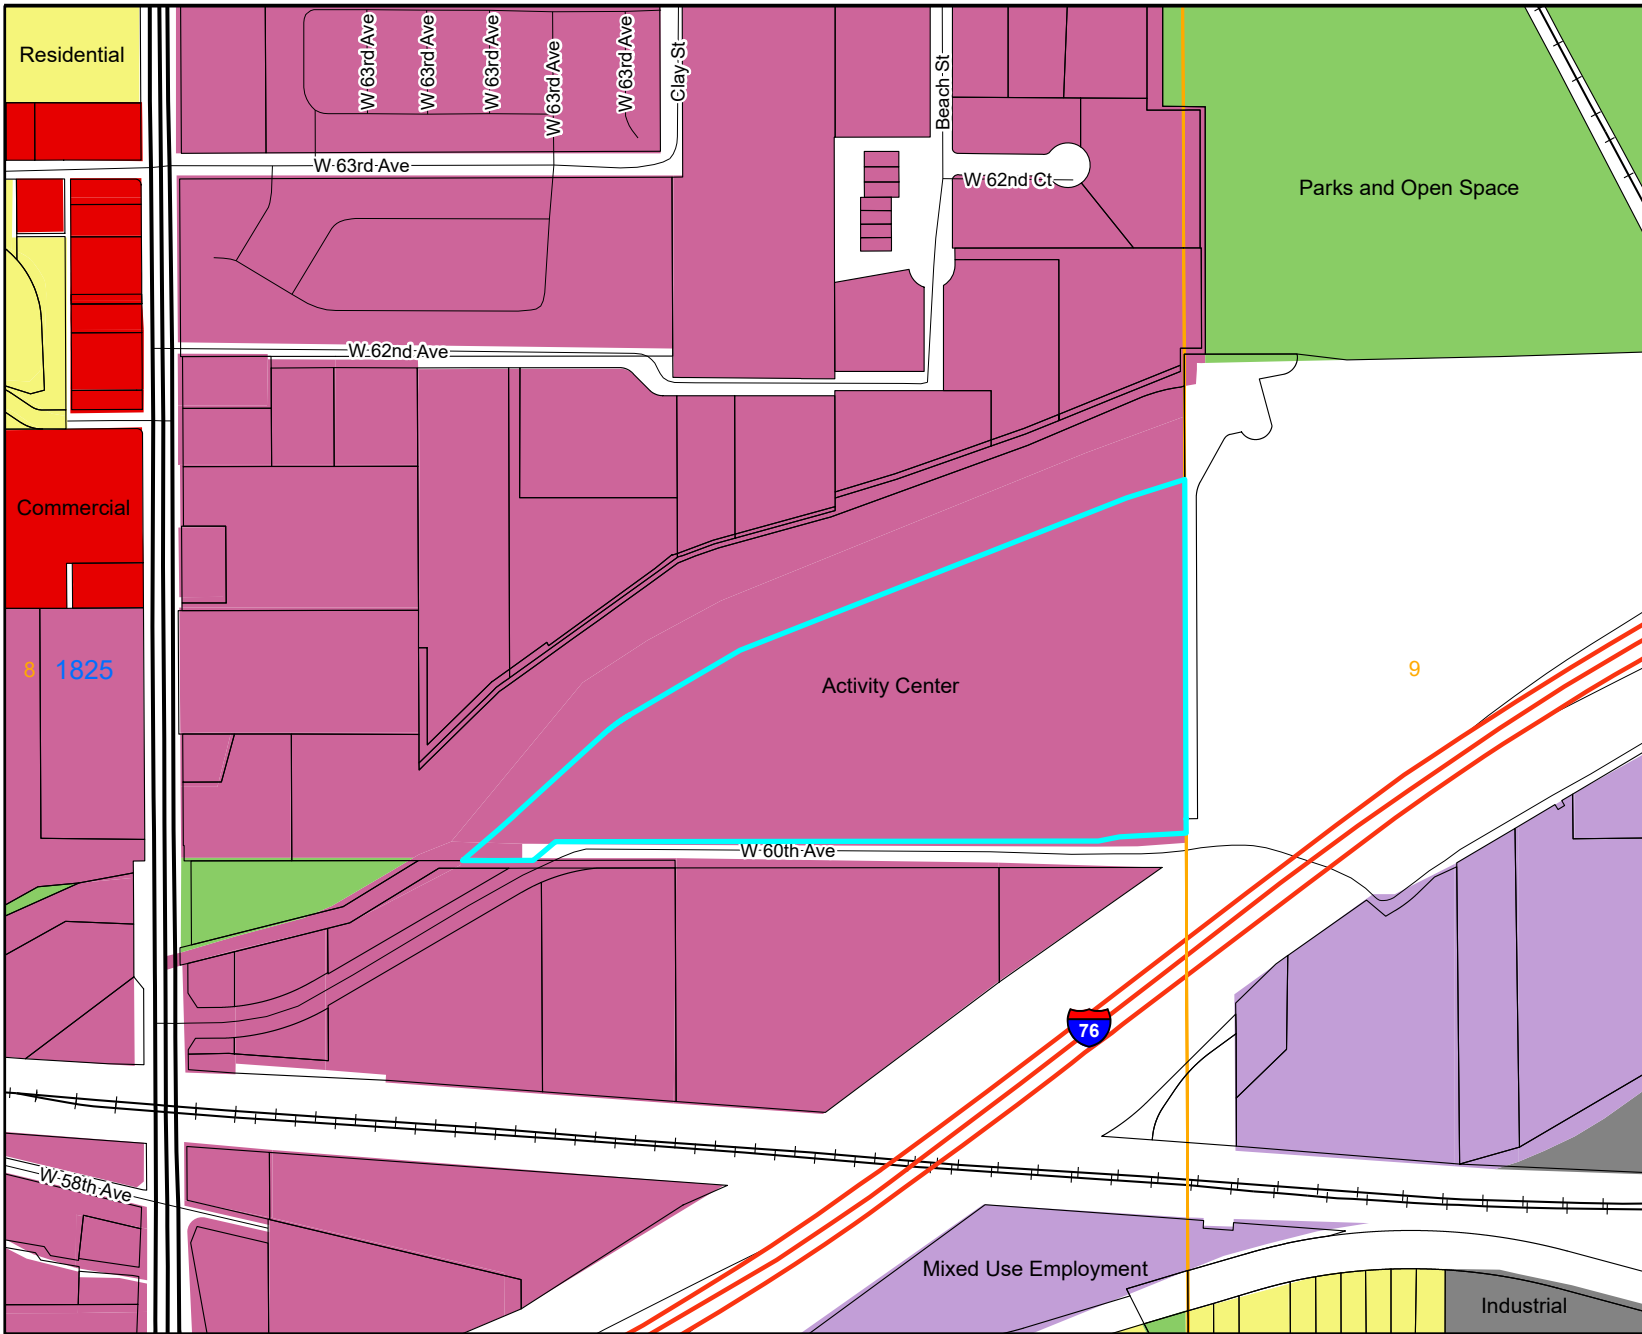 Residential
W 63rd Ave
W 63rd Ave
W 63rd Ave
W 63rd Ave
W 63rd Ave
Clay St
Beach St
W 63rd Ave
W 62nd Ct
Parks and Open Space
W 62nd Ave
Commercial
8
1825
Activity Center
9
W 60th Ave
76
W 58th Ave
Mixed Use Employment
Industrial